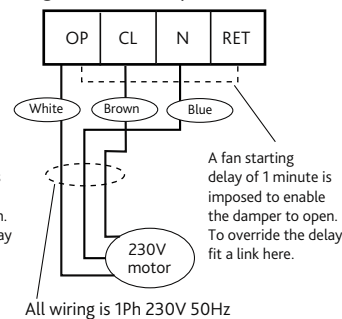 OP CL N RET
White Brown Blue
A fan starting
delay of 1 minute is
imposed to enable
the damper to open.
To override the delay
fit a link here.
230V
motor
All wiring is 1Ph 230V 50Hz